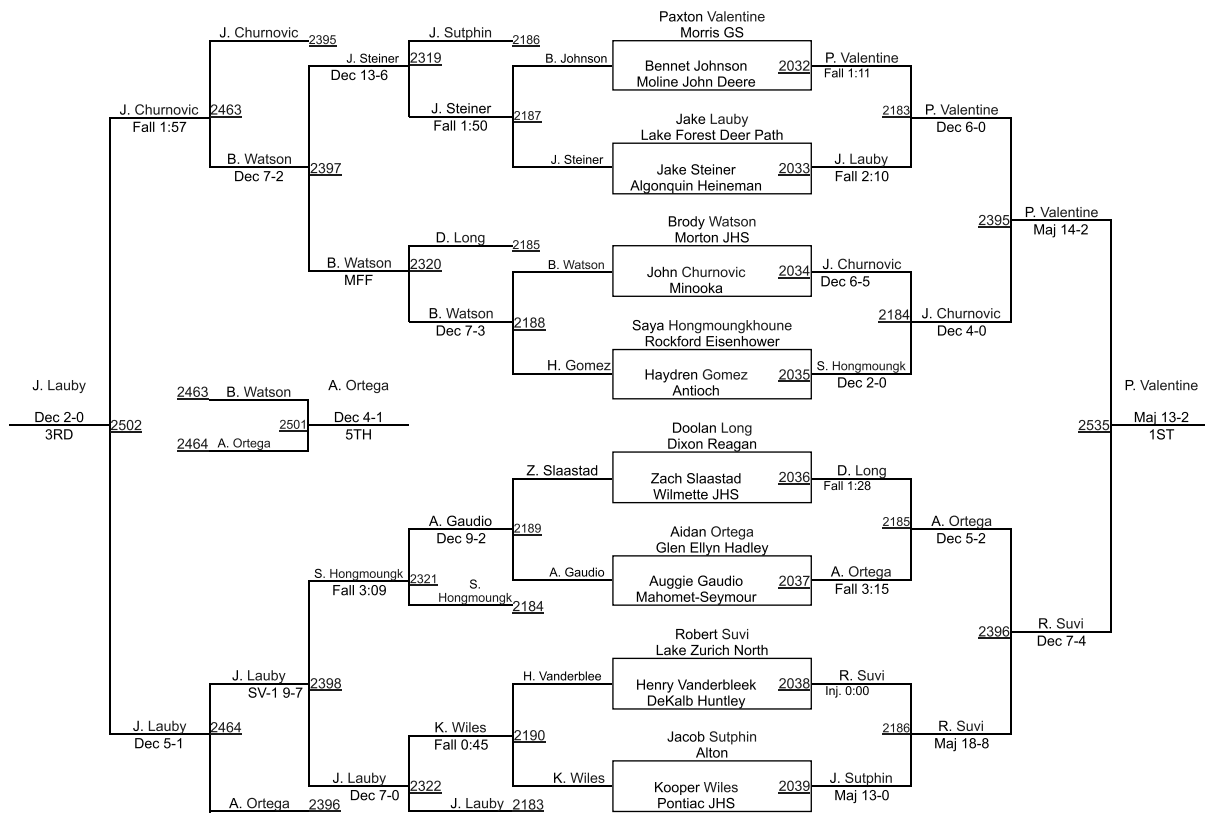 Paxton Valentine
Morris GS
J. Churnovic
2395
J. Sutphin
2186
J. Steiner
2319
Dec 13-6
B. Johnson
Bennet Johnson
2032
Moline John Deere
P. Valentine
Fall 1:11
J. Churnovic
2463
Fall 1:57
J. Steiner
2187
Fall 1:50
Jake Lauby
Lake Forest Deer Path
2183
P. Valentine
Dec 6-0
B. Watson
2397
Dec 7-2
J. Steiner
Jake Steiner
2033
Algonquin Heineman
J. Lauby
Fall 2:10
Brody Watson
Morton JHS
2395
P. Valentine
Maj 14-2
D. Long
2185
B. Watson
2320
MFF
B. Watson
John Churnovic
2034
Minooka
J. Churnovic
Dec 6-5
B. Watson
2188
Dec 7-3
Saya Hongmoungkhoune
Rockford Eisenhower
2184
J. Churnovic
Dec 4-0
H. Gomez
Haydren Gomez
2035
Antioch
S. Hongmoungk
Dec 2-0
J. Lauby
2463
B. Watson
A. Ortega
P. Valentine
Dec 2-0
2502
3RD
2501
Dec 4-1
5TH
2464
A. Ortega
2535
Maj 13-2
1ST
Doolan Long
Dixon Reagan
Z. Slaastad
Zach Slaastad
2036
Wilmette JHS
D. Long
Fall 1:28
A. Gaudio
2189
Dec 9-2
Aidan Ortega
Glen Ellyn Hadley
2185
A. Ortega
Dec 5-2
S. Hongmoungk
2321
Fall 3:09
S.
Hongmoungk
2184
A. Gaudio
Auggie Gaudio
2037
Mahomet-Seymour
A. Ortega
Fall 3:15
Robert Suvi
Lake Zurich North
2396
R. Suvi
Dec 7-4
J. Lauby
2398
SV-1 9-7
H. Vanderblee
Henry Vanderbleek
2038
DeKalb Huntley
R. Suvi
Inj. 0:00
J. Lauby
2464
Dec 5-1
K. Wiles
2190
Fall 0:45
Jacob Sutphin
Alton
2186
R. Suvi
Maj 18-8
J. Lauby
2322
Dec 7-0
K. Wiles
Kooper Wiles
2039
Pontiac JHS
J. Sutphin
Maj 13-0
A. Ortega
2396
J. Lauby
2183